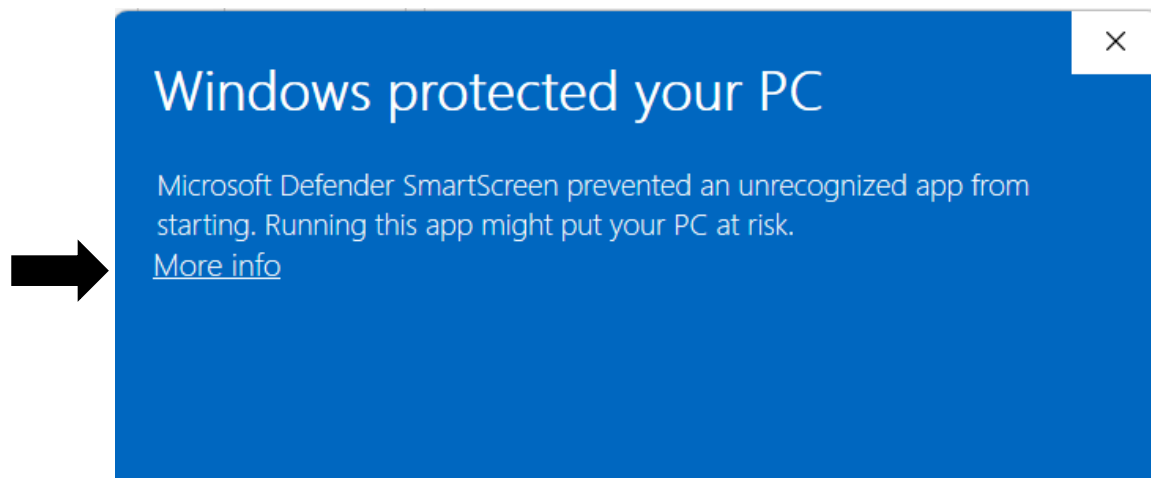 Windows protected your PC
Microsoft Defender SmartScreen prevented an unrecognized app from
starting. Running this app might put your PC at risk.
More info